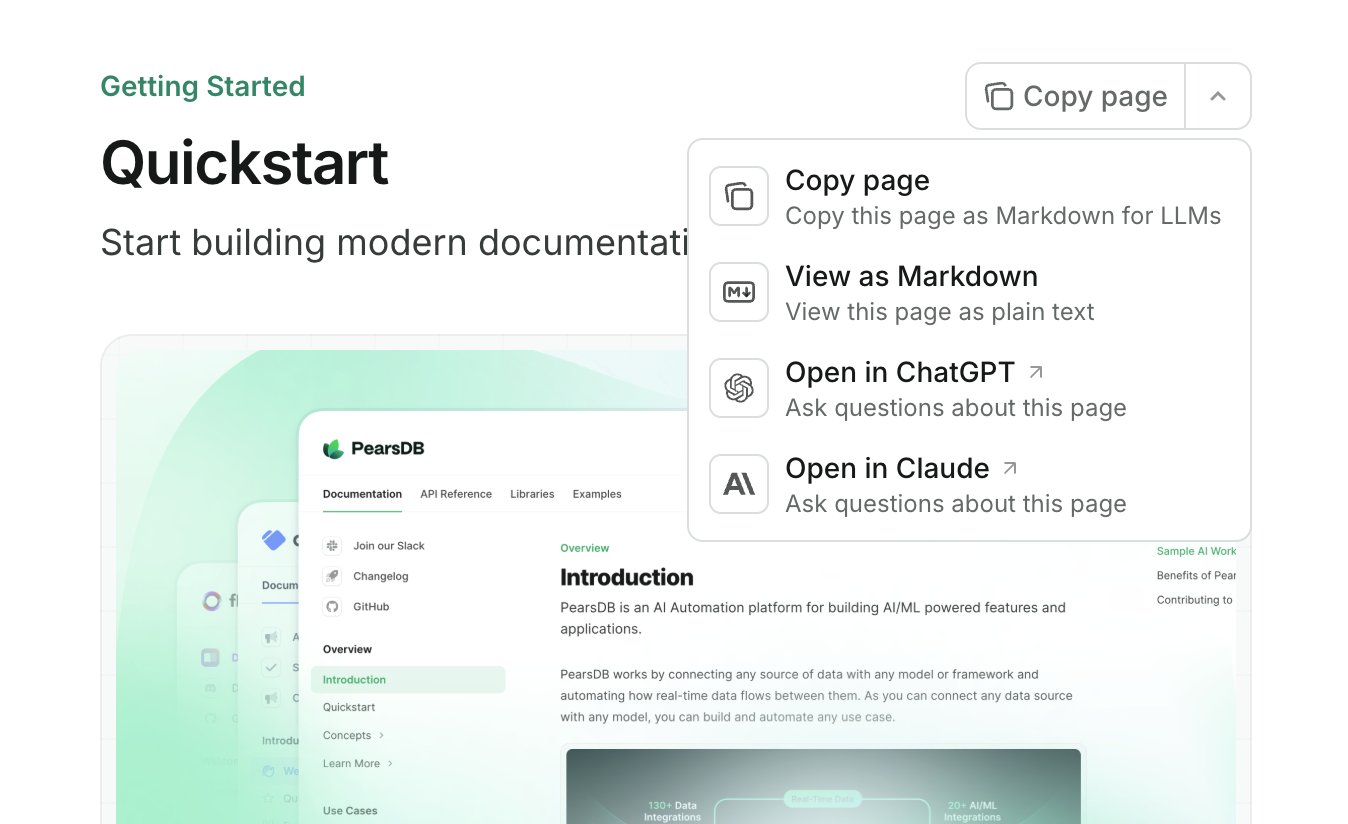 Getting Started
Copy page
Quickstart
Start building modern documentati
Copy page
Copy this page as Markdown for LLMs
View as Markdown
View this page as plain text
Open in ChatGPT
Ask questions about this page
Open in Claude
Ask questions about this page
PearsDB
Documentation API Reference Libraries Examples
Join our Slack
Changelog
GitHub
Overview
Introduction
Quickstart
Concepts
Learn More
Use Cases
Overview
Introduction
PearsDB is an AI Automation platform for building AI/ML powered features and
applications.
PearsDB works by connecting any source of data with any model or framework and
automating how real-time data flows between them. As you can connect any data source
with any model, you can build and automate any use case.
130+ Data
Integrations
Real-Time Data
20+ AI/ML
Integrations
Sample AI Work
Benefits of Pear
Contributing to
Docum
Introdu
We
Qu